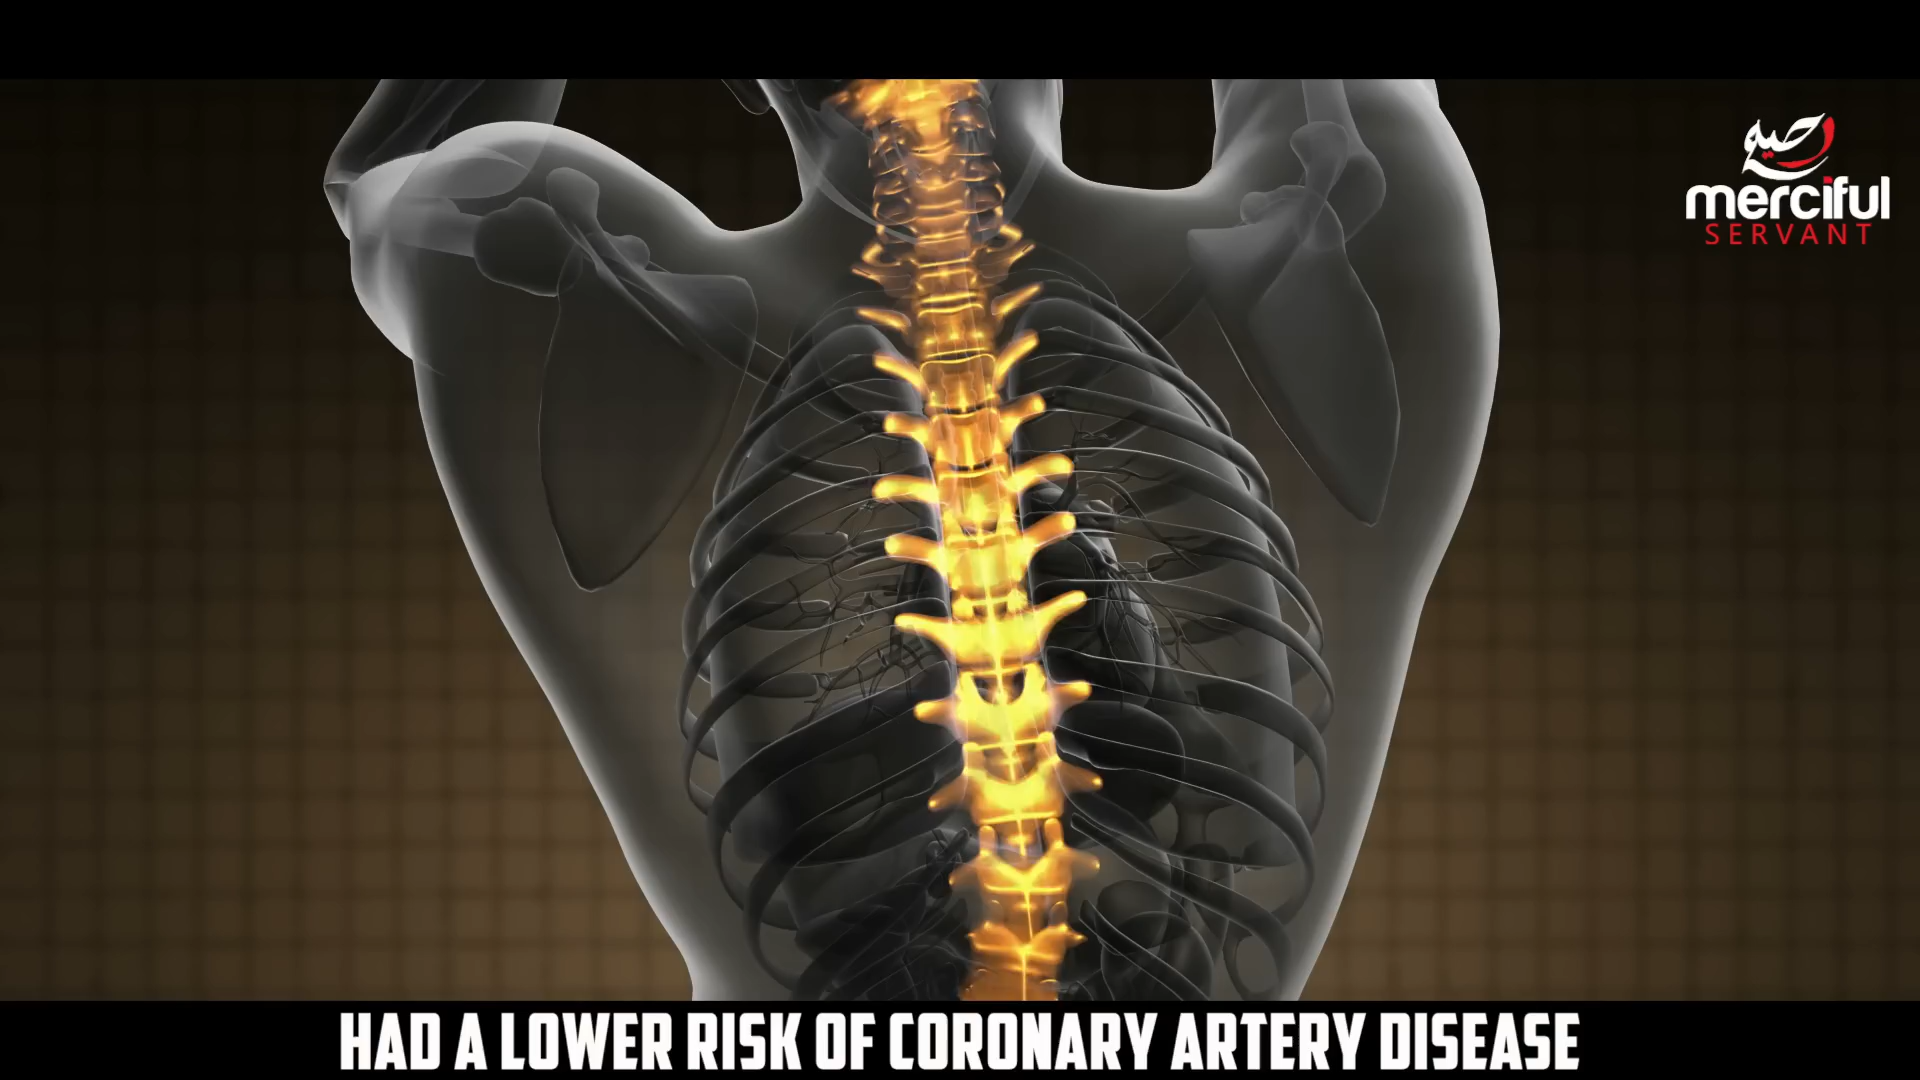 رحيم
merciful
SERVANT
HAD A LOWER RISK OF CORONARY ARTERY DISEASE